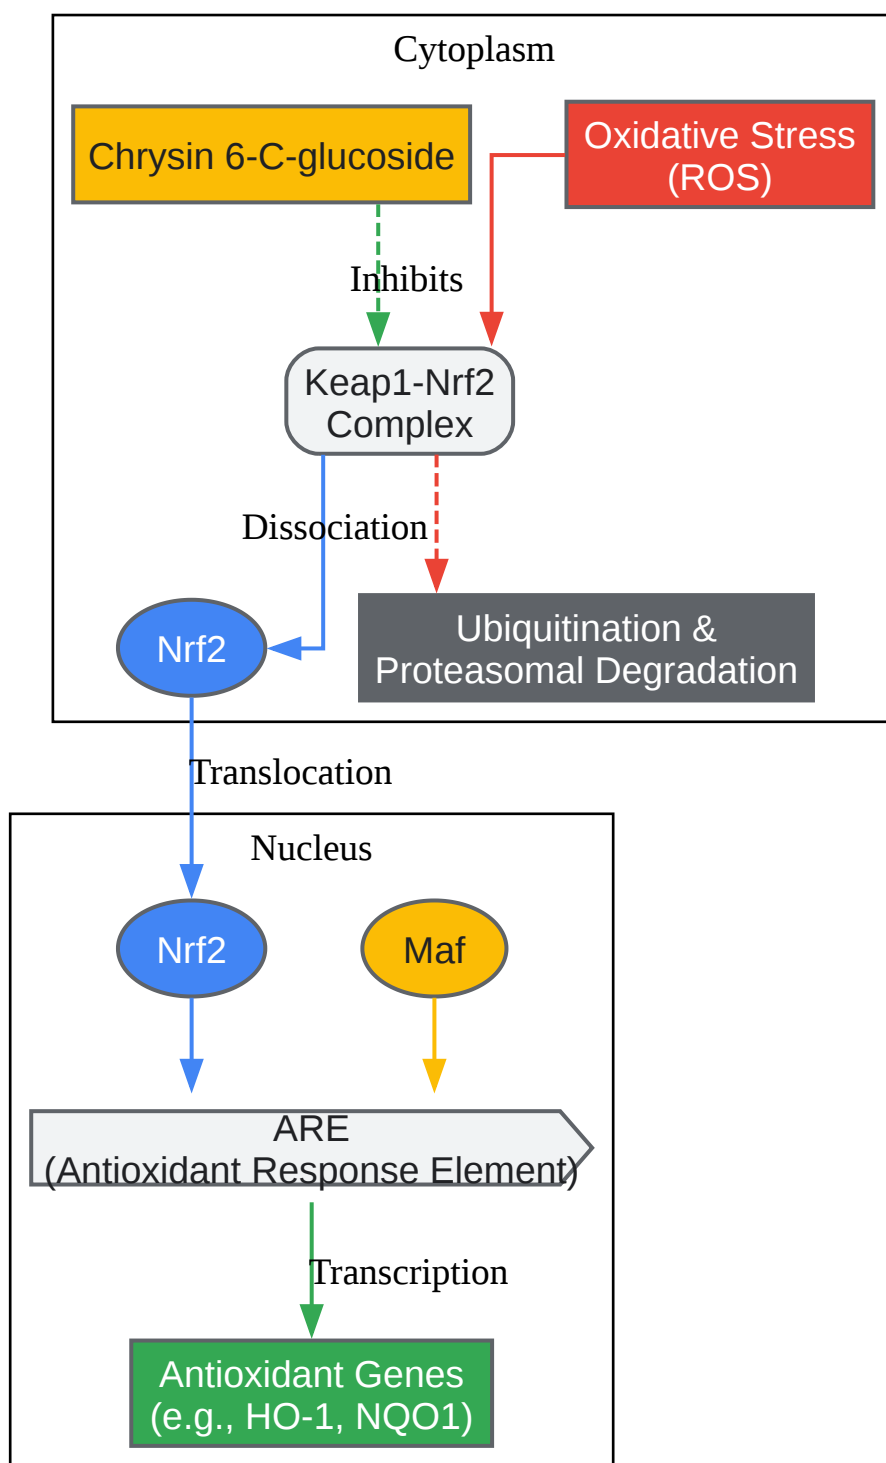 Cytoplasm
Chrysin 6-C-glucoside
Oxidative Stress
(ROS)
Inhibits
Keap1-Nrf2
Complex
Dissociation
Nrf2
Ubiquitination &
Proteasomal Degradation
Translocation
Nucleus
Nrf2
Maf
ARE
(Antioxidant Response Element)
Transcription
Antioxidant Genes
(e.g., HO-1, NQO1)